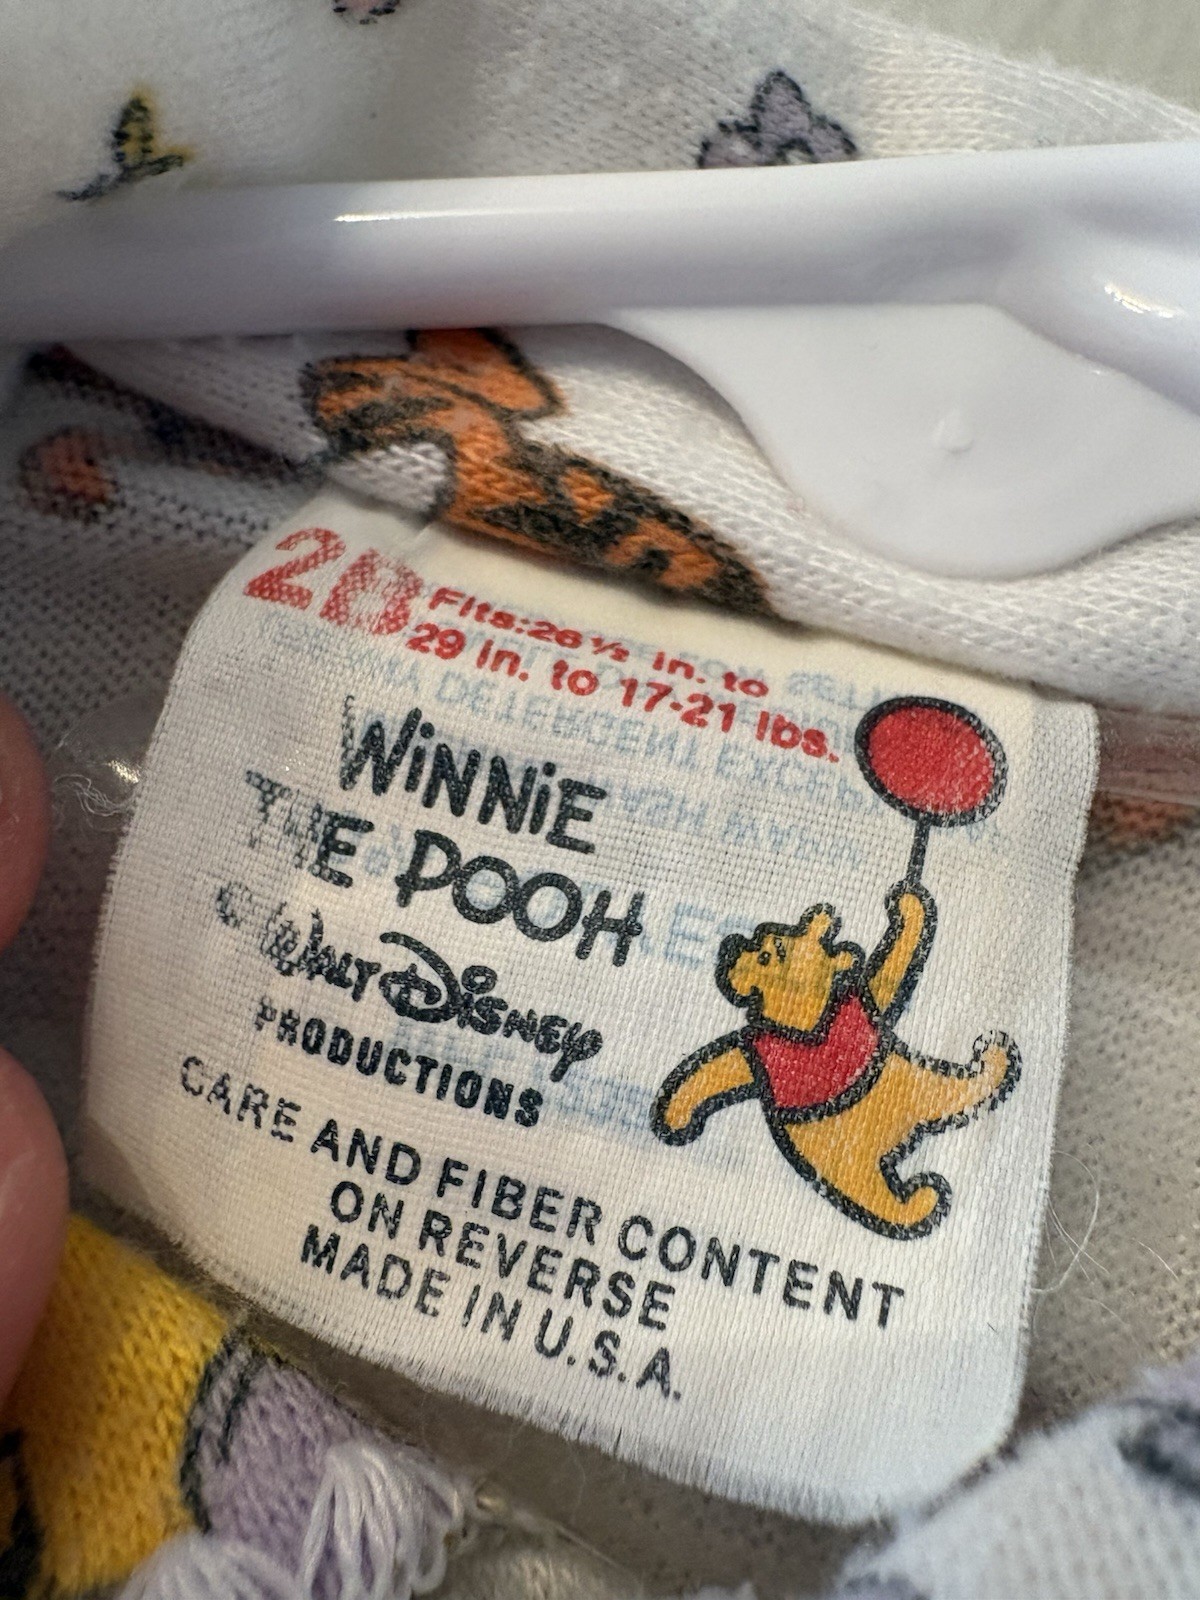 2B Fits:26½ in. to
29 in. to 17-21 lbs.
WiNNiE
THE POOH
© WALT DiSNEY
PRODUCTIONS
CARE AND FIBER CONTENT
ON REVERSE
MADE IN U.S.A.